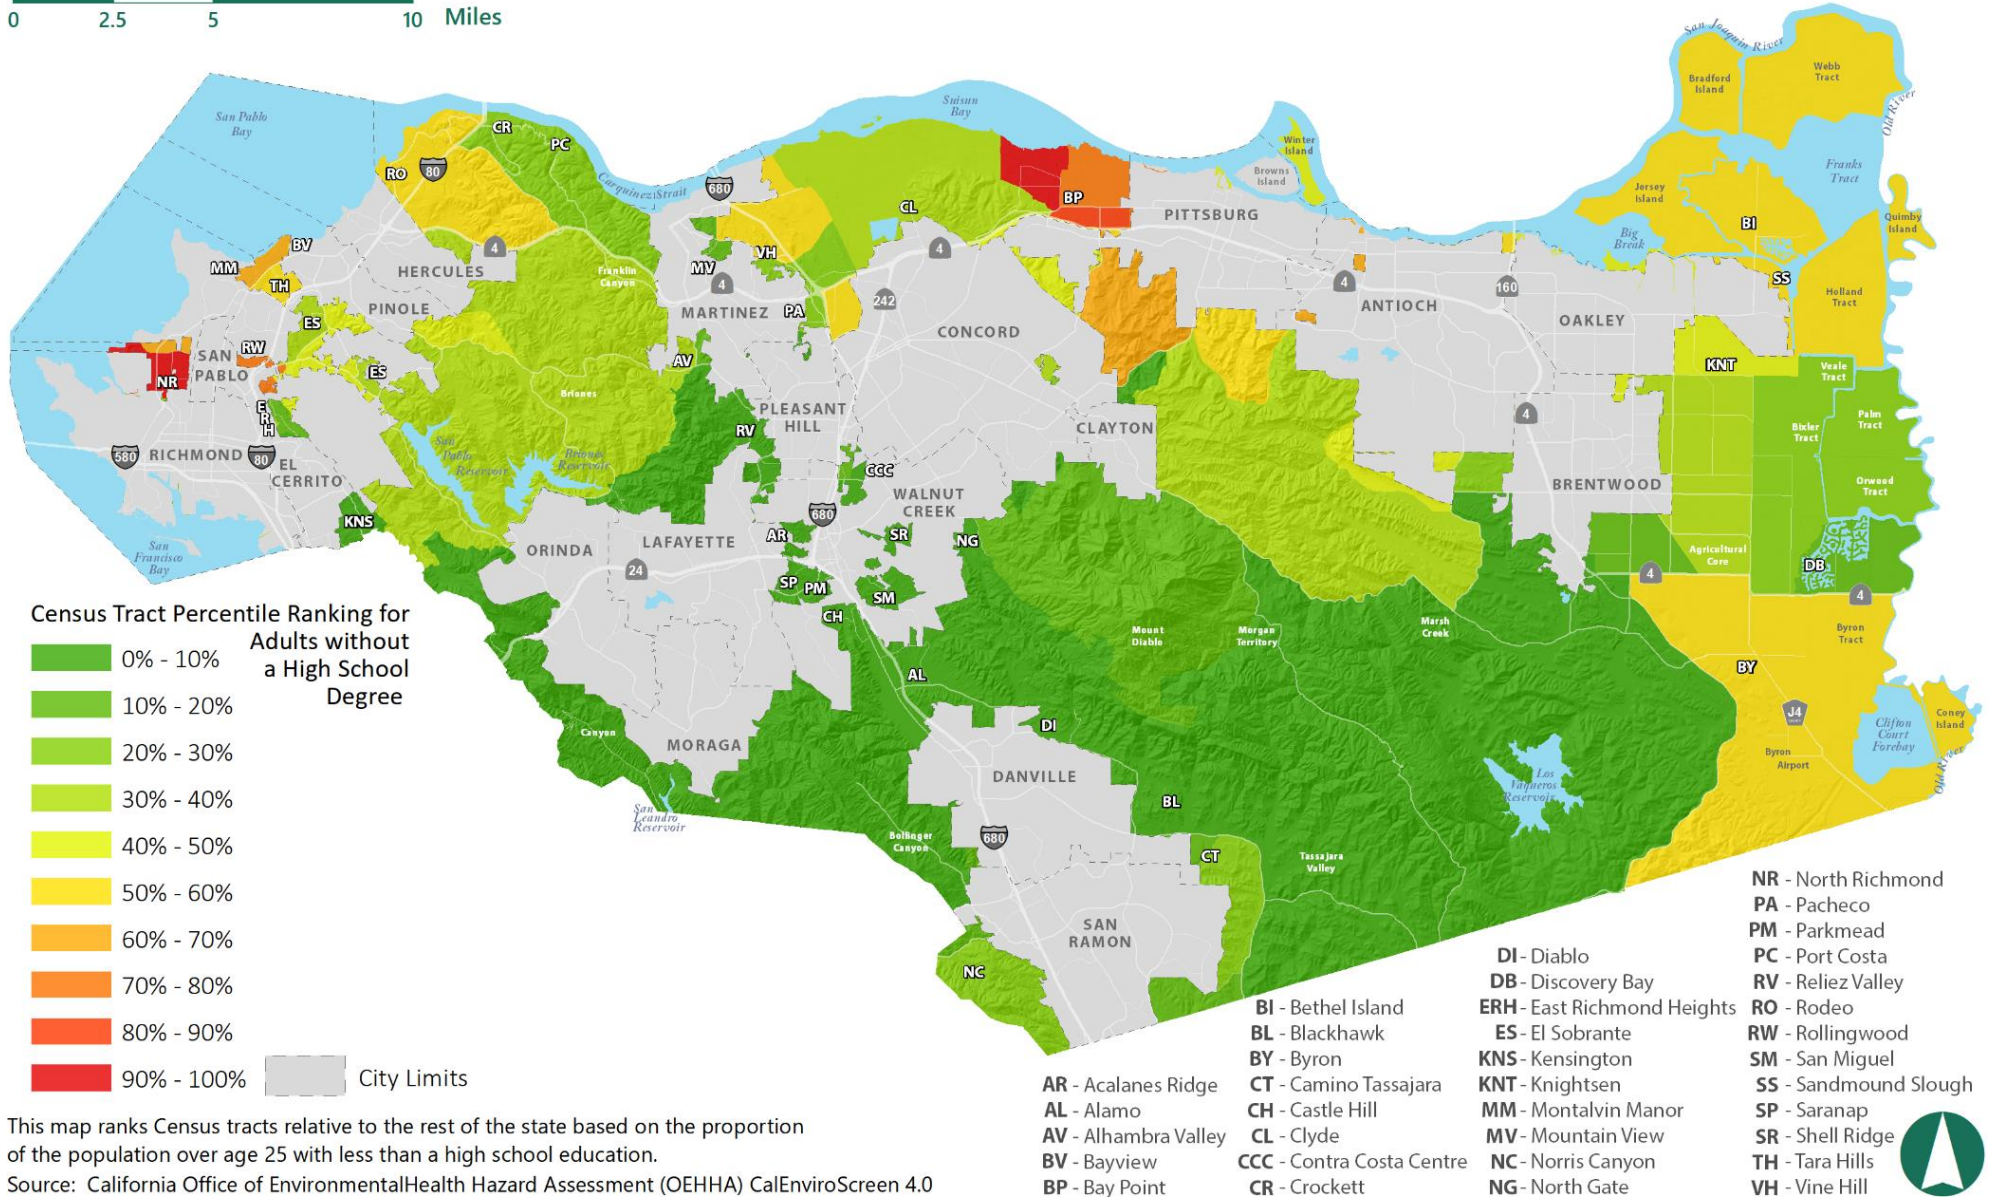 0 2.5 5 10 Miles
San Joaquin River
Webb
Tract
Bradford
Island
Old River
Suisun
Bay
San Pablo
Bay
CR
PC
Winter
Island
Franks
Tract
Browns
Island
RO
80
Carquinez Strait
680
Jersey
Island
BP
CL
PITTSBURG
BI
Quimby
Island
Big
Break
BV
4
HERCULES
VH
4
MM
TH
Franklin
Canyon
MV
4
SS
4
160
ANTIOCH
OAKLEY
Holland
Tract
PINOLE
MARTINEZ
PA
242
CONCORD
ES
RW
SAN
PABLO
NR
ES
AV
KNT
Veale
Tract
Briones
E
R
H
PLEASANT
HILL
RV
CLAYTON
4
Palm
Tract
Bixler
Tract
580
RICHMOND
80
EL
CERRITO
San
Pablo
Reservoir
Briones
Reservoir
CCC
WALNUT
CREEK
BRENTWOOD
Orwood
Tract
KNS
680
San
Francisco
Bay
ORINDA
LAFAYETTE
AR
SR
NG
24
SP
PM
SM
CH
Agricultural
Core
DB
4
4
Mount
Diablo
Morgan
Territory
Marsh
Creek
Byron
Tract
BY
AL
DI
Canyon
MORAGA
J4
Clifton
Court
Forebay
Coney
Island
Old River
Byron
Airport
DANVILLE
BL
Los
Vaqueros
Reservoir
San
Leandro
Reservoir
680
Bollinger
Canyon
CT
Tassajara
Valley
SAN
RAMON
NC
Census Tract Percentile Ranking for
Adults without
a High School
Degree
0% - 10%
10% - 20%
20% - 30%
30% - 40%
40% - 50%
50% - 60%
60% - 70%
70% - 80%
80% - 90%
90% - 100%
City Limits
This map ranks Census tracts relative to the rest of the state based on the proportion
of the population over age 25 with less than a high school education.
Source: California Office of EnvironmentalHealth Hazard Assessment (OEHHA) CalEnviroScreen 4.0
AR - Acalanes Ridge
AL - Alamo
AV - Alhambra Valley
BV - Bayview
BP - Bay Point
BI - Bethel Island
BL - Blackhawk
BY - Byron
CT - Camino Tassajara
CH - Castle Hill
CL - Clyde
CCC - Contra Costa Centre
CR - Crockett
DI - Diablo
DB - Discovery Bay
ERH - East Richmond Heights
ES - El Sobrante
KNS - Kensington
KNT - Knightsen
MM - Montalvin Manor
MV - Mountain View
NC - Norris Canyon
NG - North Gate
NR - North Richmond
PA - Pacheco
PM - Parkmead
PC - Port Costa
RV - Reliez Valley
RO - Rodeo
RW - Rollingwood
SM - San Miguel
SS - Sandmound Slough
SP - Saranap
SR - Shell Ridge
TH - Tara Hills
VH - Vine Hill